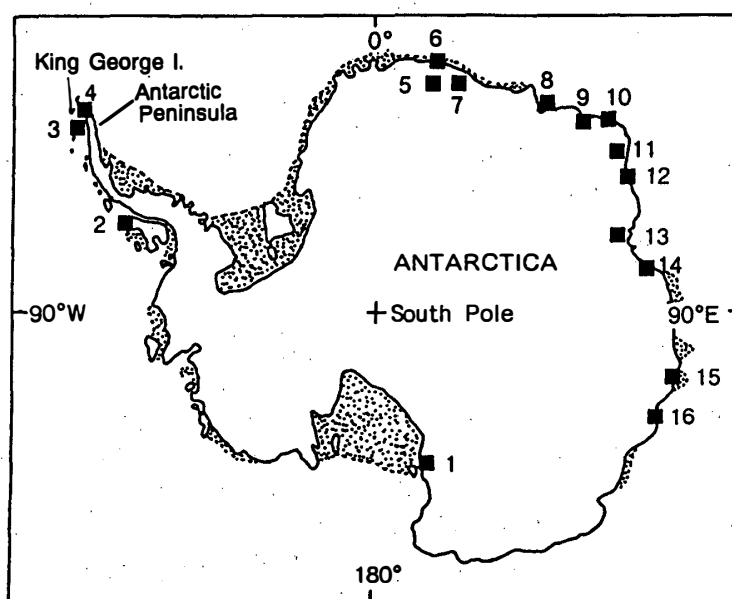 0°
6
King George I.
4
Antarctic
Peninsula
5
7
8
9
10
3
11
12
2
13
ANTARCTICA
14
90°W
South Pole
90°E
15
16
1
180°